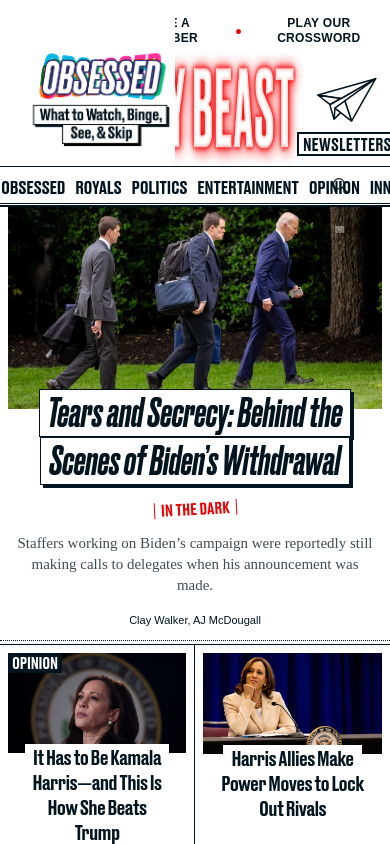 E A
BER
PLAY OUR
CROSSWORD
OBSESSED
What to Watch, Binge,
See, & Skip
Y BEAST
NEWSLETTERS
OBSESSED ROYALS POLITICS ENTERTAINMENT OPINION INN
Tears and Secrecy: Behind the
Scenes of Biden’s Withdrawal
IN THE DARK
Staffers working on Biden’s campaign were reportedly still
making calls to delegates when his announcement was
made.
Clay Walker, AJ McDougall
OPINION
It Has to Be Kamala
Harris—and This Is
How She Beats
Trump
Harris Allies Make
Power Moves to Lock
Out Rivals